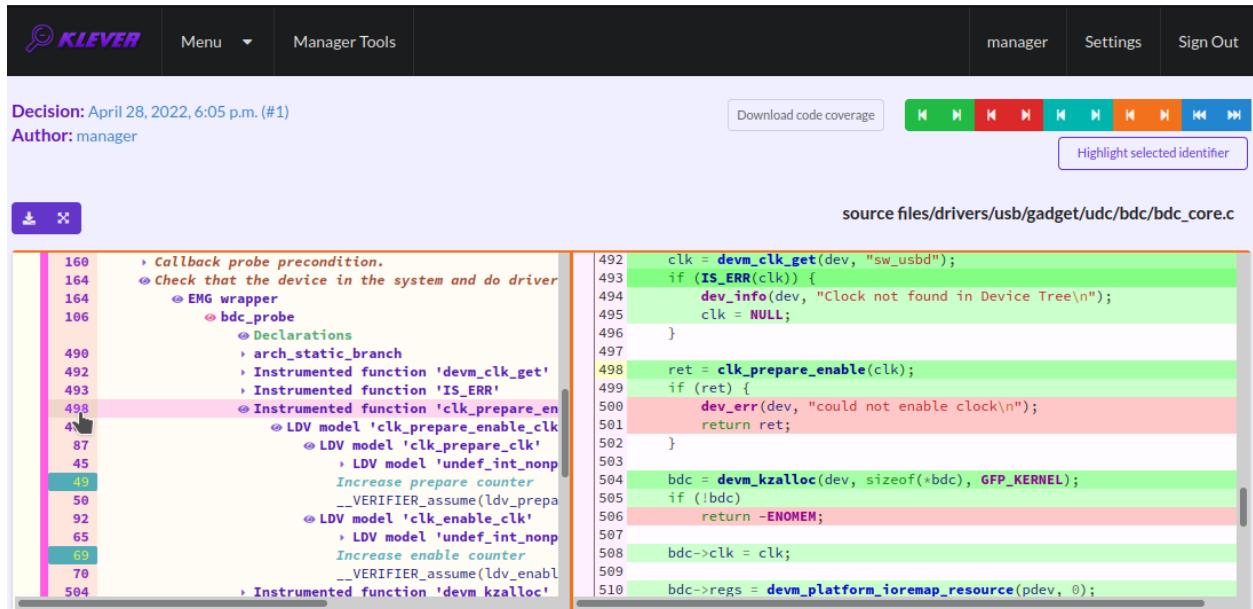 KLEVER Menu Manager Tools manager Settings Sign Out
Decision: April 28, 2022, 6:05 p.m. (#1)
Author: manager
Download code coverage
Highlight selected identifier
source files/drivers/usb/gadget/udc/bdc/bdc_core.c
160 Callback probe precondition.
164 Check that the device in the system and do driver
164 EMG wrapper
106 bdc_probe
Declarations
490 arch_static_branch
492 Instrumented function 'devm_clk_get'
493 Instrumented function 'IS_ERR'
498 Instrumented function 'clk_prepare_en
LDV model 'clk_prepare_enable_clk
87 LDV model 'clk_prepare_clk'
45 LDV model 'undef_int_nonp
49 Increase prepare counter
50 __VERIFIER_assume(ldv_prepa
92 LDV model 'clk_enable_clk'
65 LDV model 'undef_int_nonp
69 Increase enable counter
70 __VERIFIER_assume(ldv_enabl
504 Instrumented function 'devm_kzalloc'
492 clk = devm_clk_get(dev, "sw_usbd");
493 if (IS_ERR(clk)) {
494 dev_info(dev, "Clock not found in Device Tree\n");
495 clk = NULL;
496 }
497
498 ret = clk_prepare_enable(clk);
499 if (ret) {
500 dev_err(dev, "could not enable clock\n");
501 return ret;
502 }
503
504 bdc = devm_kzalloc(dev, sizeof(*bdc), GFP_KERNEL);
505 if (!bdc)
506 return -ENOMEM;
507
508 bdc->clk = clk;
509
510 bdc->regs = devm_platform_ioremap_resource(pdev, 0);